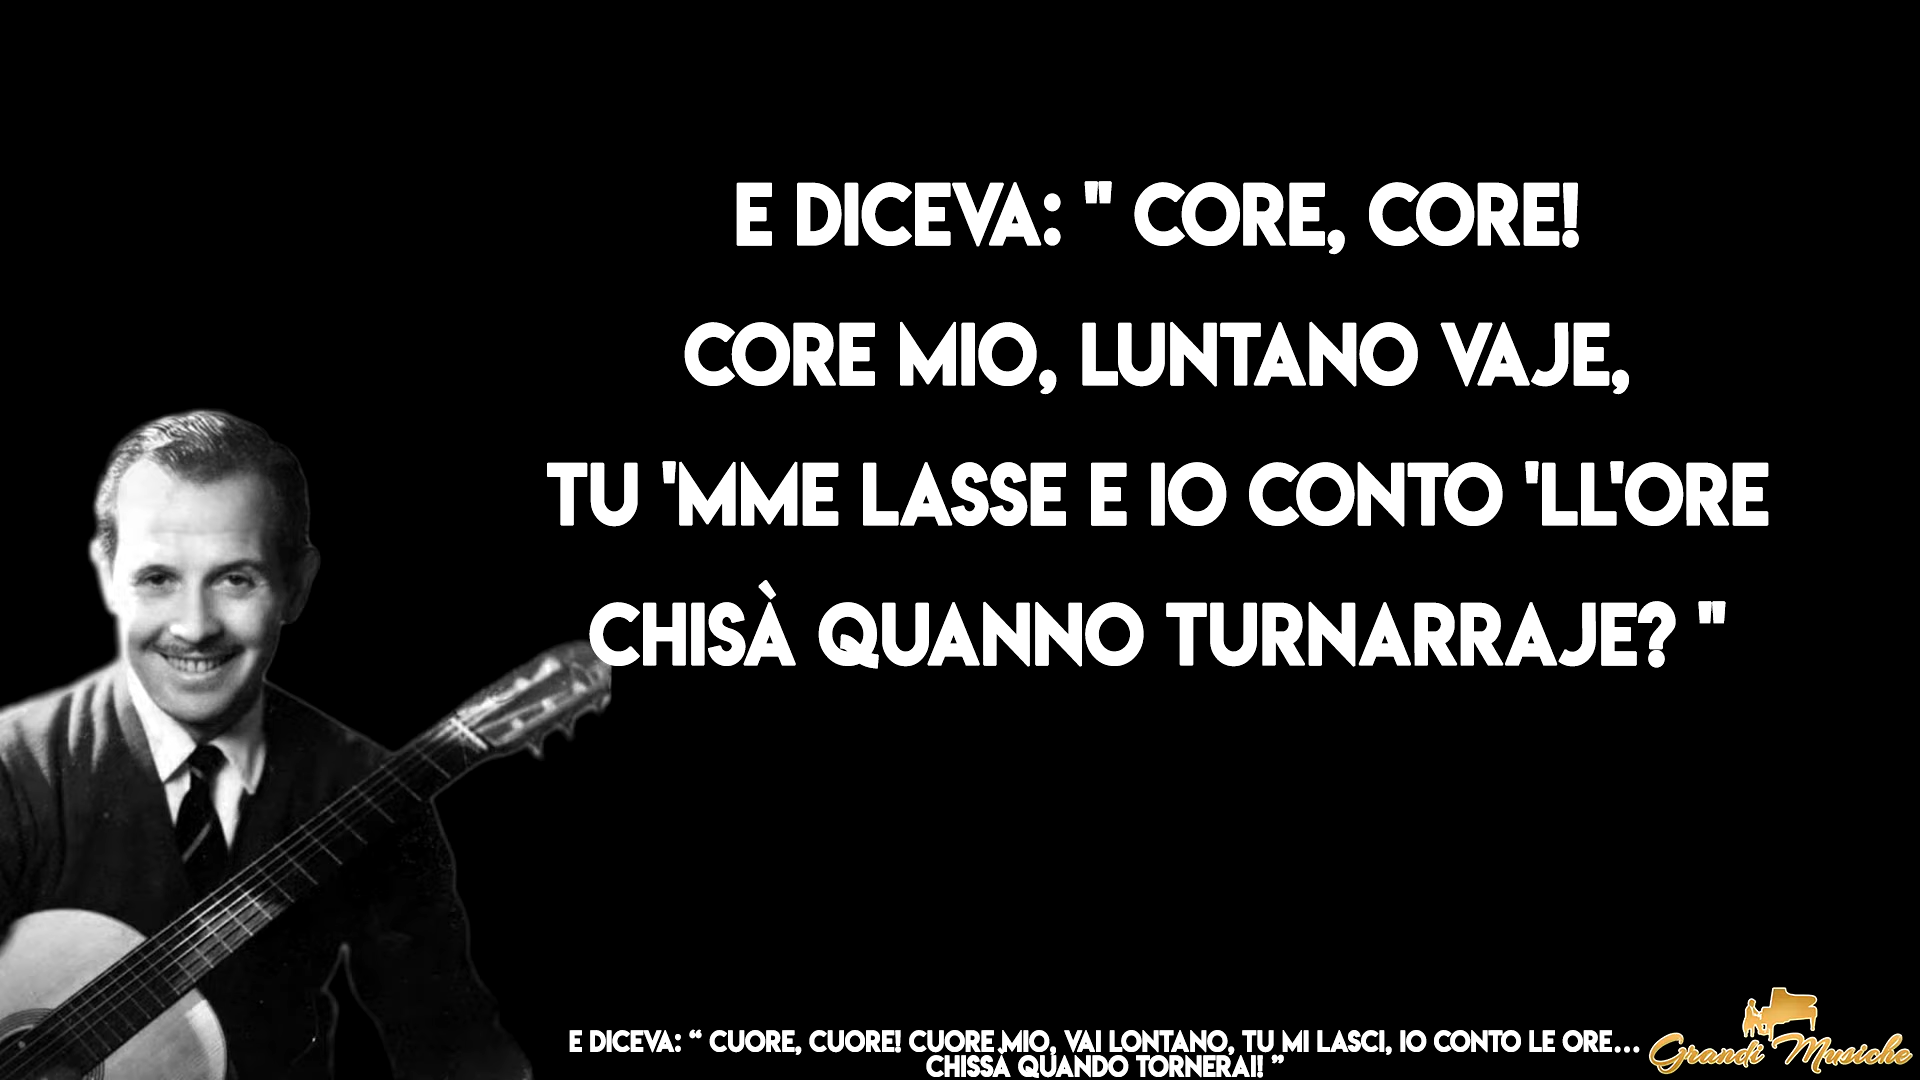 E DICEVA: " CORE, CORE!
CORE MIO, LUNTANO VAJE,
TU 'MME LASSE E IO CONTO 'LL'ORE
CHISÀ QUANNO TURNARRAJE? "
E DICEVA: “ CUORE, CUORE! CUORE MIO, VAI LONTANO, TU MI LASCI, IO CONTO LE ORE...
CHISSÀ QUANDO TORNERAI! ”
Grandi Musiche